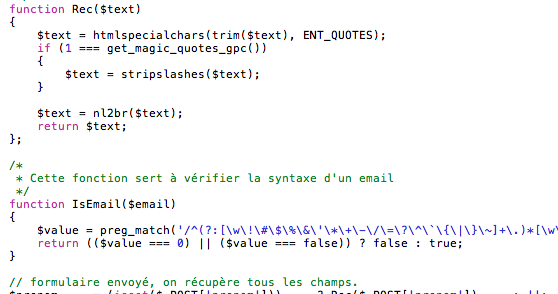 function Rec($text)
{
$text = htmlspecialchars(trim($text), ENT_QUOTES);
if (1 === get_magic_quotes_gpc())
{
$text = stripslashes($text);
}
$text = nl2br($text);
return $text;
};
/*
* Cette fonction sert à vérifier la syntaxe d'un email
*/
function IsEmail($email)
{
$value = preg_match('/^(?:[\w\!\#\$\%\&\'\*\+\-\/\=\?\^\`\{\|\}\~]+\.)*[\w\
return (($value === 0) || ($value === false)) ? false : true;
}
// formulaire envoyé, on récupère tous les champs.